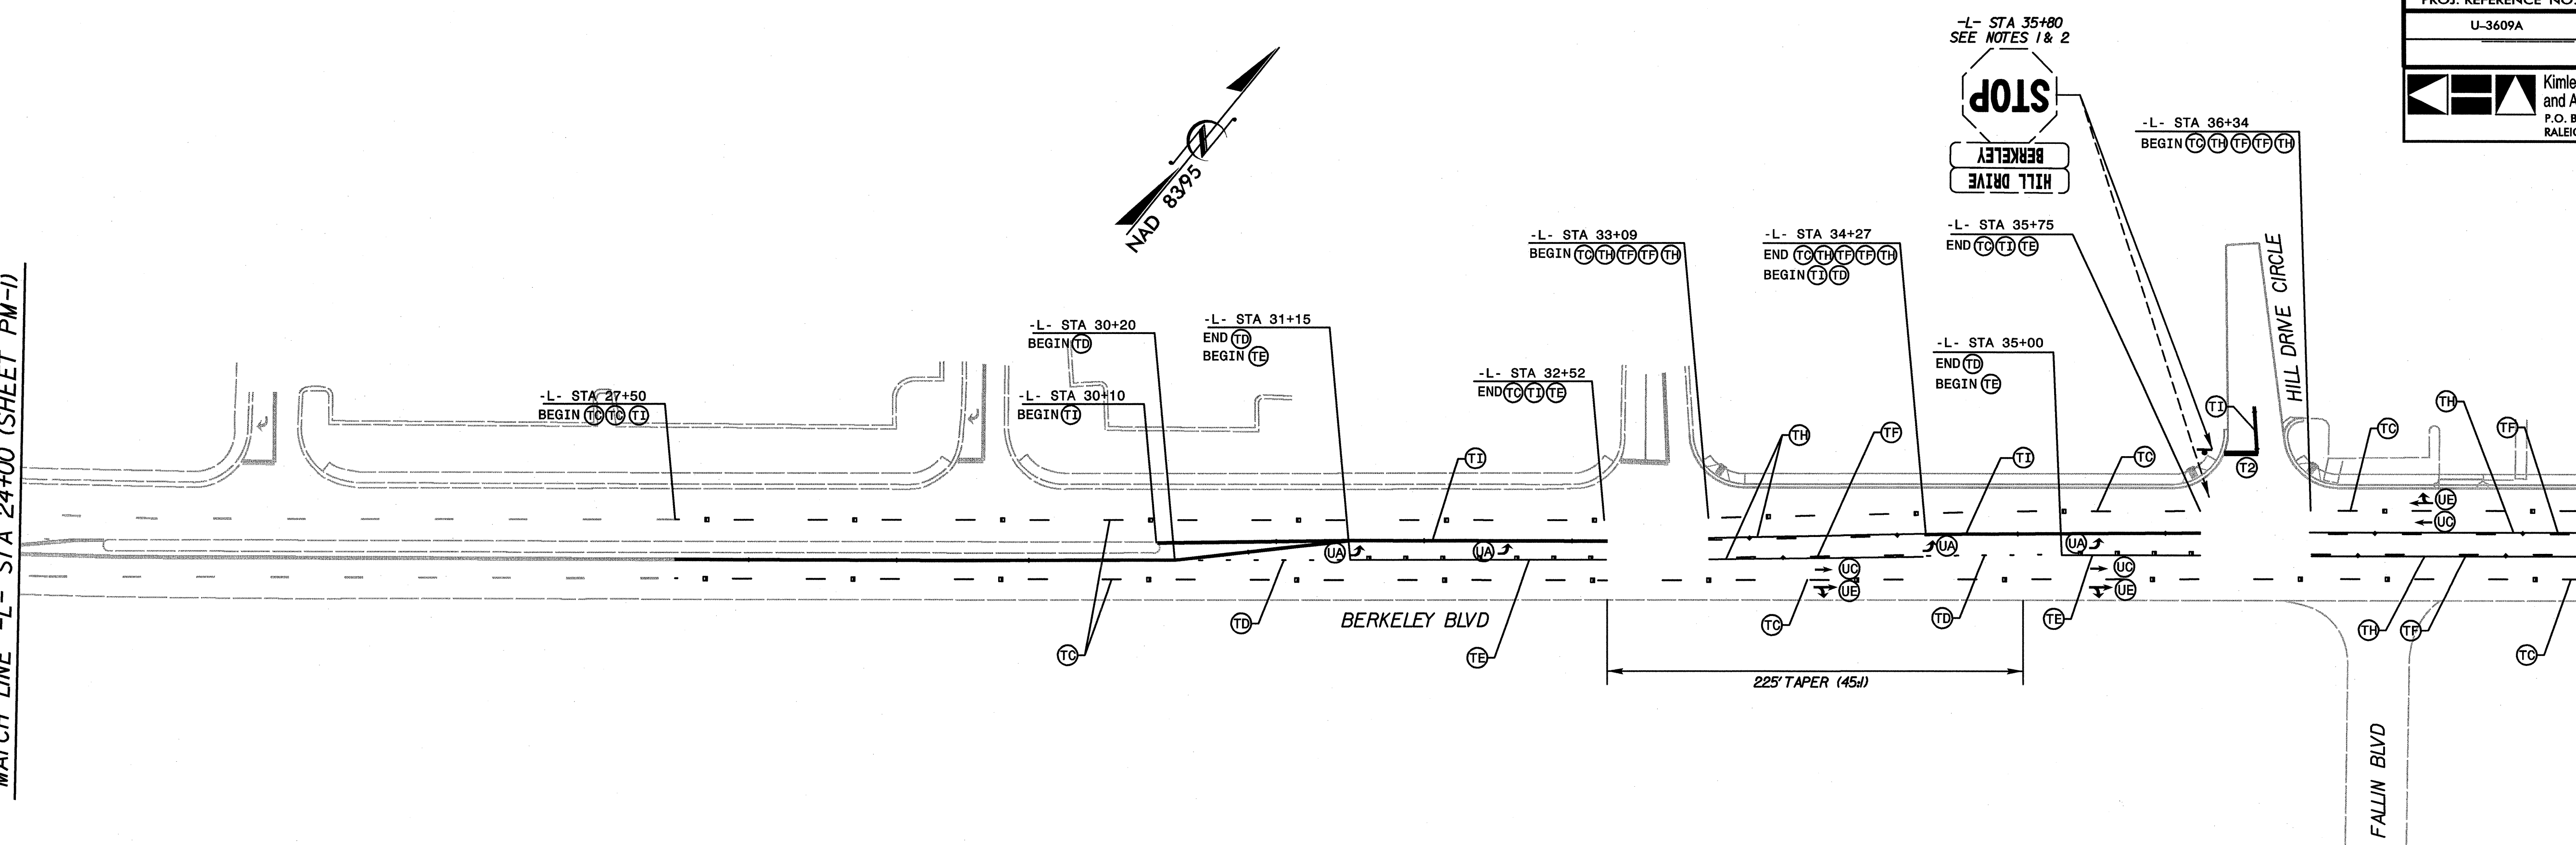 PROJ. REFERENCE NO.
U-3609A
P.O. B
RALEIG
-L- STA 35+80
SEE NOTES 1 & 2
STOP
BERKELEY
HILL DRIVE
-L- STA 36+34
BEGIN TC TH TF TF TH
NAD 83/95
-L- STA 33+09
BEGIN TC TH TF TF TH
-L- STA 34+27
END TC TH TF TF TH
BEGIN TI TD
-L- STA 35+75
END TC TI TE
HILL DRIVE CIRCLE
MATCH LINE -L- STA 24+00 (SHEET PM-1)
-L- STA 30+20
BEGIN TD
-L- STA 31+15
END TD
BEGIN TE
-L- STA 35+00
END TD
BEGIN TE
-L- STA 32+52
END TC TI TE
-L- STA 27+50
BEGIN TC TC TI
-L- STA 30+10
BEGIN TI
TI
TH
TF
TI
TC
TI
T2
TC
TH
TF
UE
UC
UA
UA
UA
UA
UC
UE
UC
UE
TC
TD
BERKELEY BLVD
TE
TC
TD
TE
TH
TF
TC
225' TAPER (45:1)
FALLIN BLVD